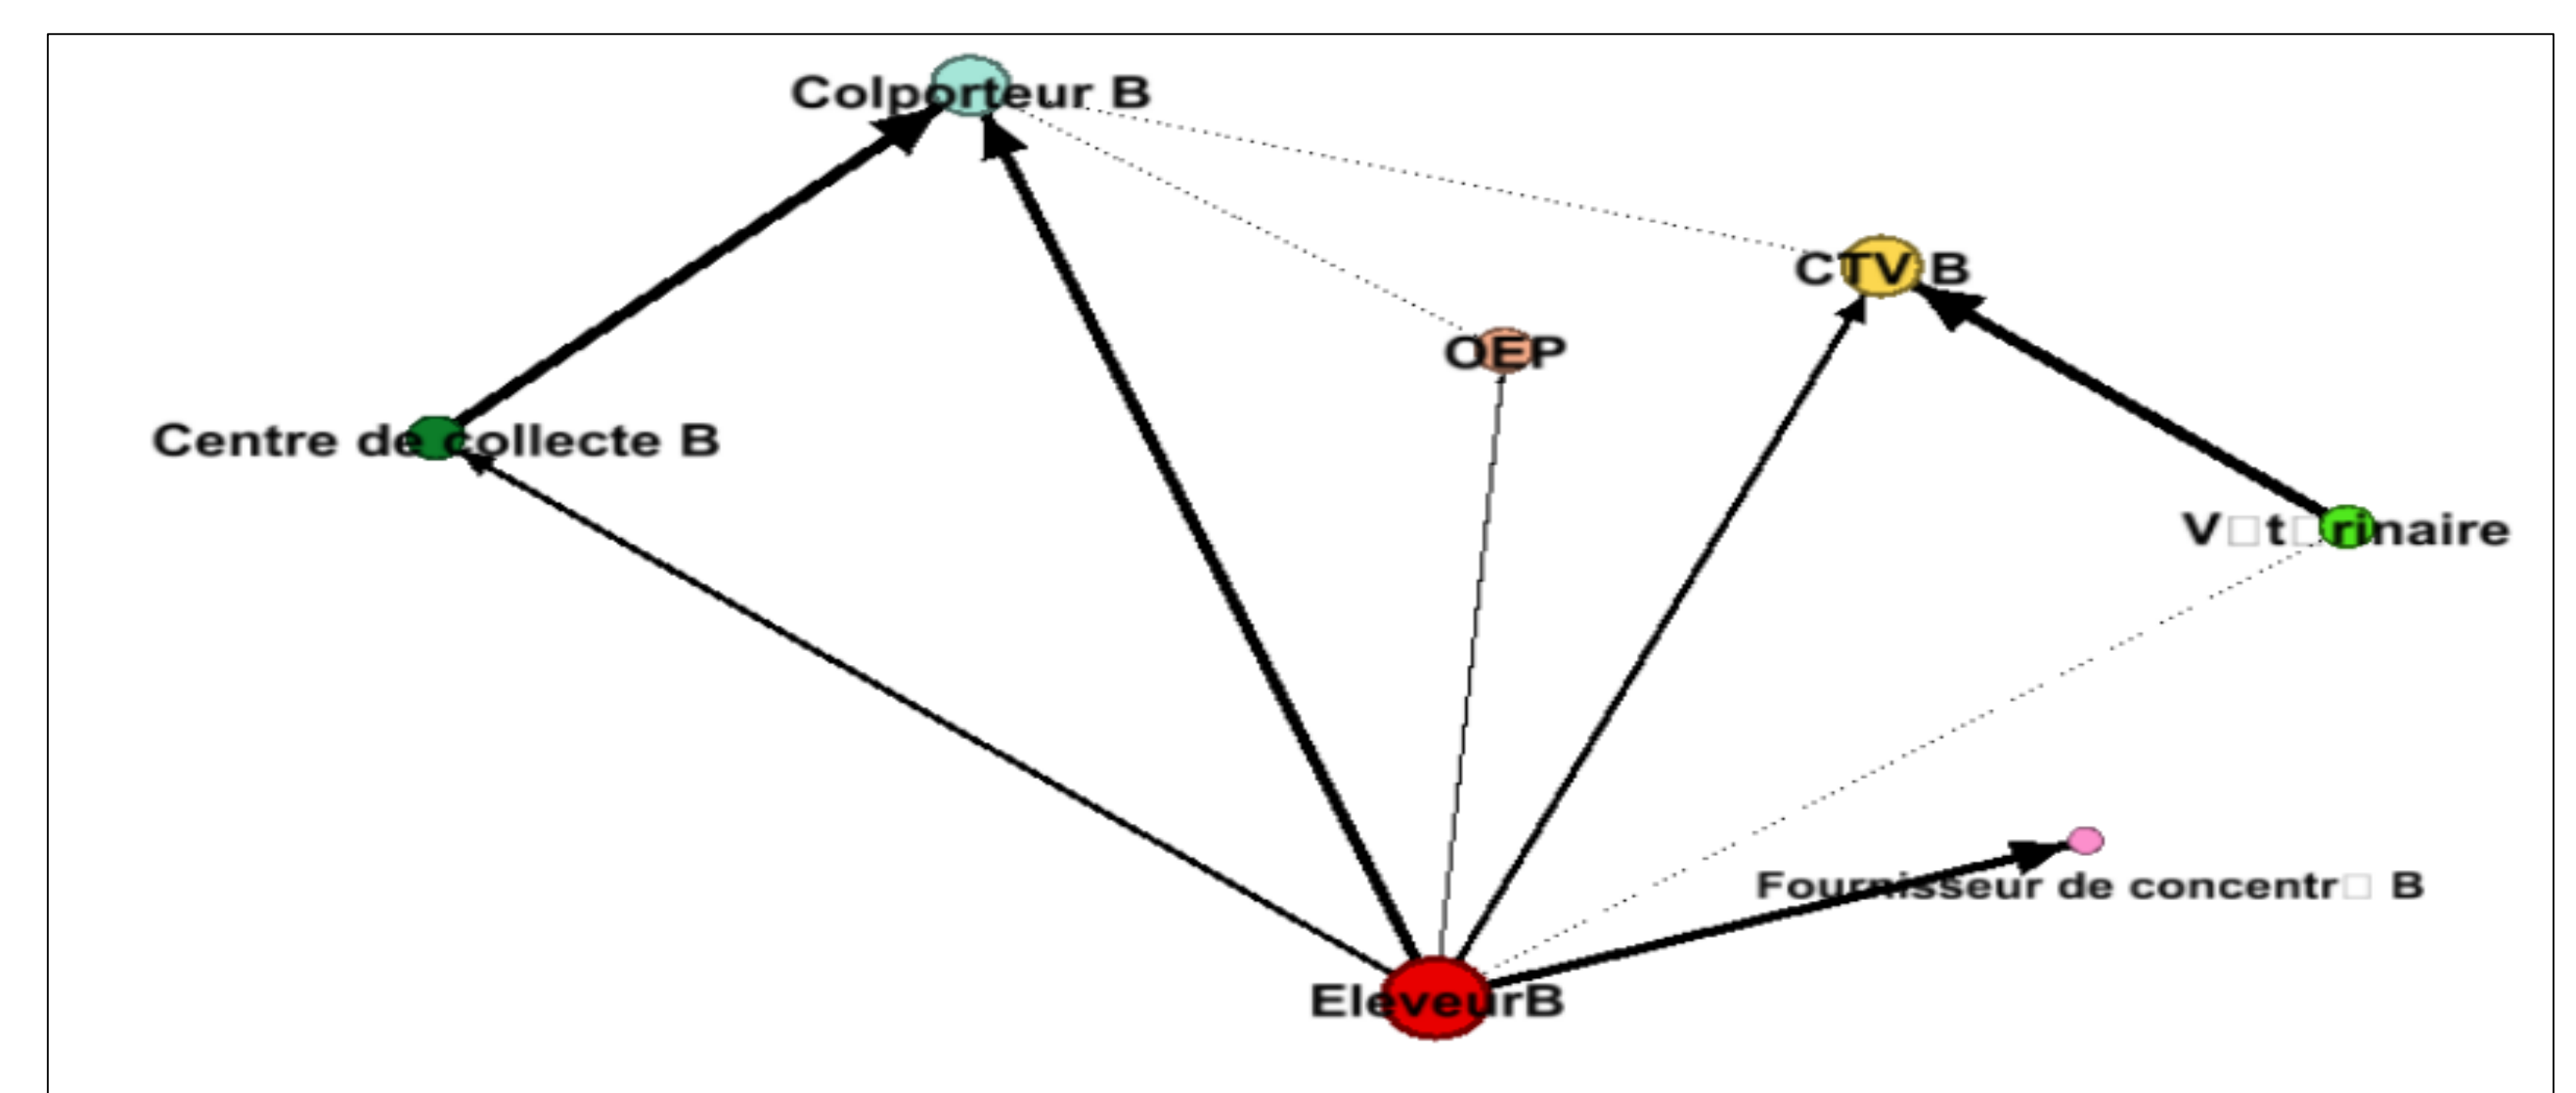 Colporteur B
CTV B
OEP
Centre de collecte B
V□t□rinaire
Fournisseur de concentr□ B
EleveurB